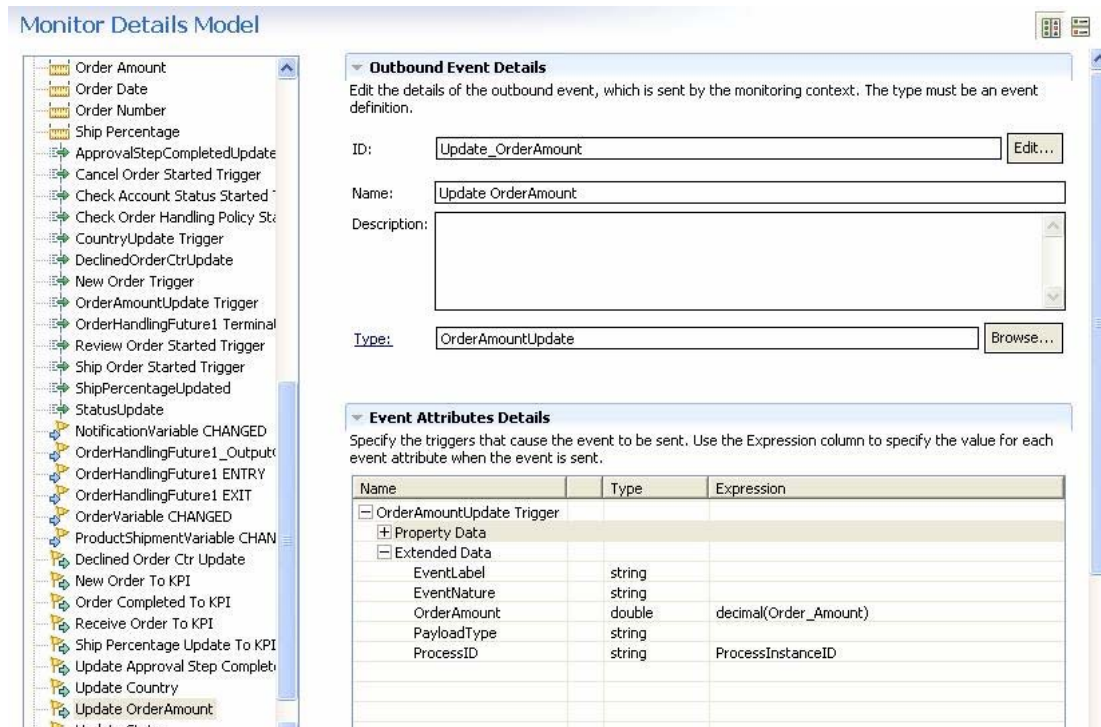 Monitor Details Model
Order Amount
Order Date
Order Number
Ship Percentage
ApprovalStepCompletedUpdate
Cancel Order Started Trigger
Check Account Status Started
Check Order Handling Policy Sta
CountryUpdate Trigger
DeclinedOrderCtrUpdate
New Order Trigger
OrderAmountUpdate Trigger
OrderHandlingFuture1 Terminal
Review Order Started Trigger
Ship Order Started Trigger
ShipPercentageUpdated
StatusUpdate
NotificationVariable CHANGED
OrderHandlingFuture1_Output
OrderHandlingFuture1 ENTRY
OrderHandlingFuture1 EXIT
OrderVariable CHANGED
ProductShipmentVariable CHAN
Declined Order Ctr Update
New Order To KPI
Order Completed To KPI
Receive Order To KPI
Ship Percentage Update To KPI
Update Approval Step Complet
Update Country
Update OrderAmount
Outbound Event Details
Edit the details of the outbound event, which is sent by the monitoring context. The type must be an event
definition.
ID: Update_OrderAmount Edit...
Name: Update OrderAmount
Description:
Type: OrderAmountUpdate Browse...
Event Attributes Details
Specify the triggers that cause the event to be sent. Use the Expression column to specify the value for each
event attribute when the event is sent.
Name Type Expression
OrderAmountUpdate Trigger
Property Data
Extended Data
EventLabel string
EventNature string
OrderAmount double decimal(Order_Amount)
PayloadType string
ProcessID string ProcessInstanceID